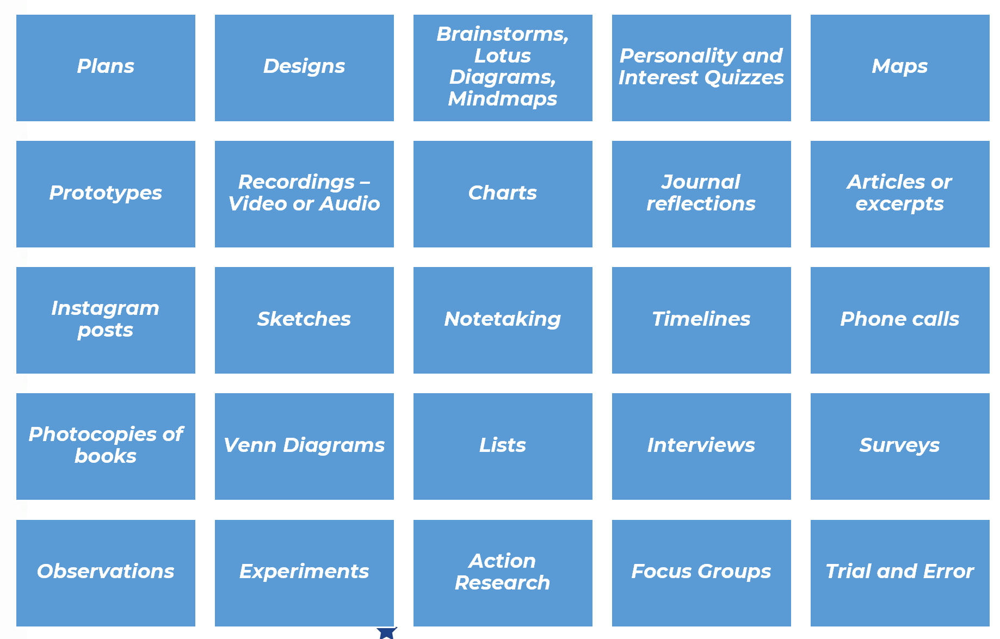 Plans
Designs
Brainstorms,
Lotus
Diagrams,
Mindmaps
Personality and
Interest Quizzes
Maps
Prototypes
Recordings –
Video or Audio
Charts
Journal
reflections
Articles or
excerpts
Instagram
posts
Sketches
Notetaking
Timelines
Phone calls
Photocopies of
books
Venn Diagrams
Lists
Interviews
Surveys
Observations
Experiments
Action
Research
Focus Groups
Trial and Error